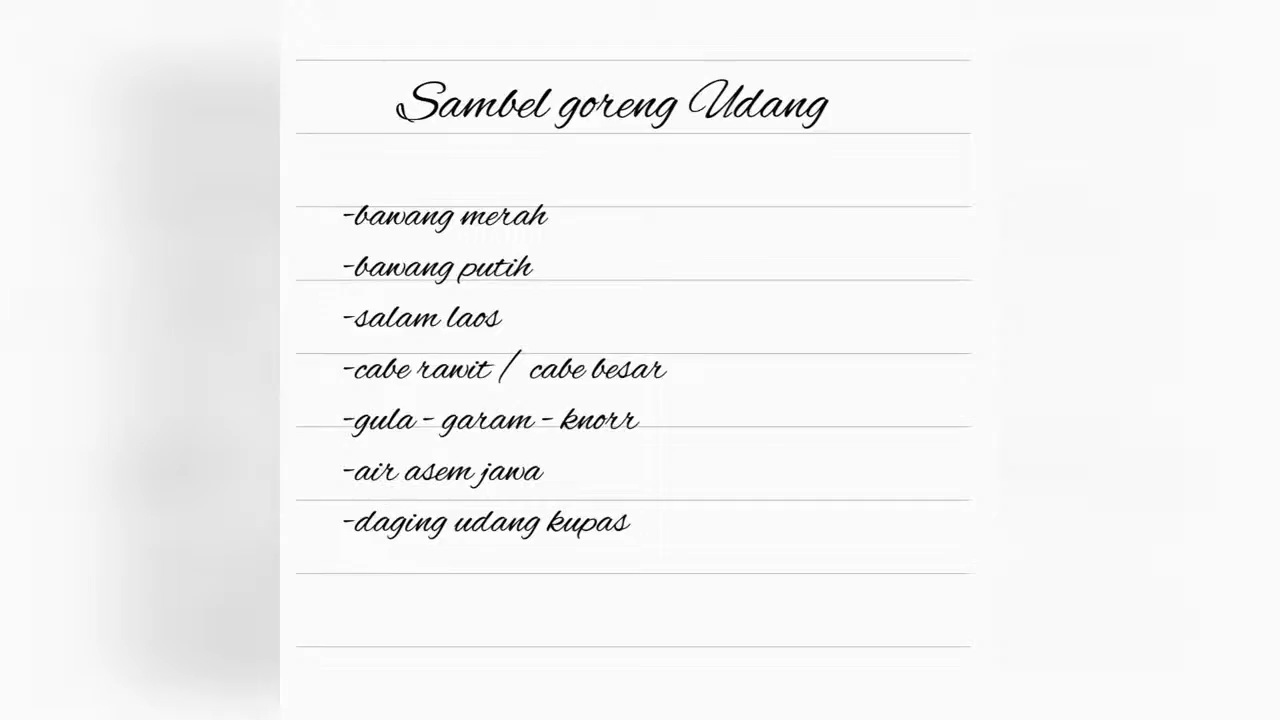 Sambel goreng Udang
-bawang merah
-bawang putih
-salam laos
-cabe rawit / cabe besar
-gula - garam - knorr
-air asem jawa
-daging udang kupas